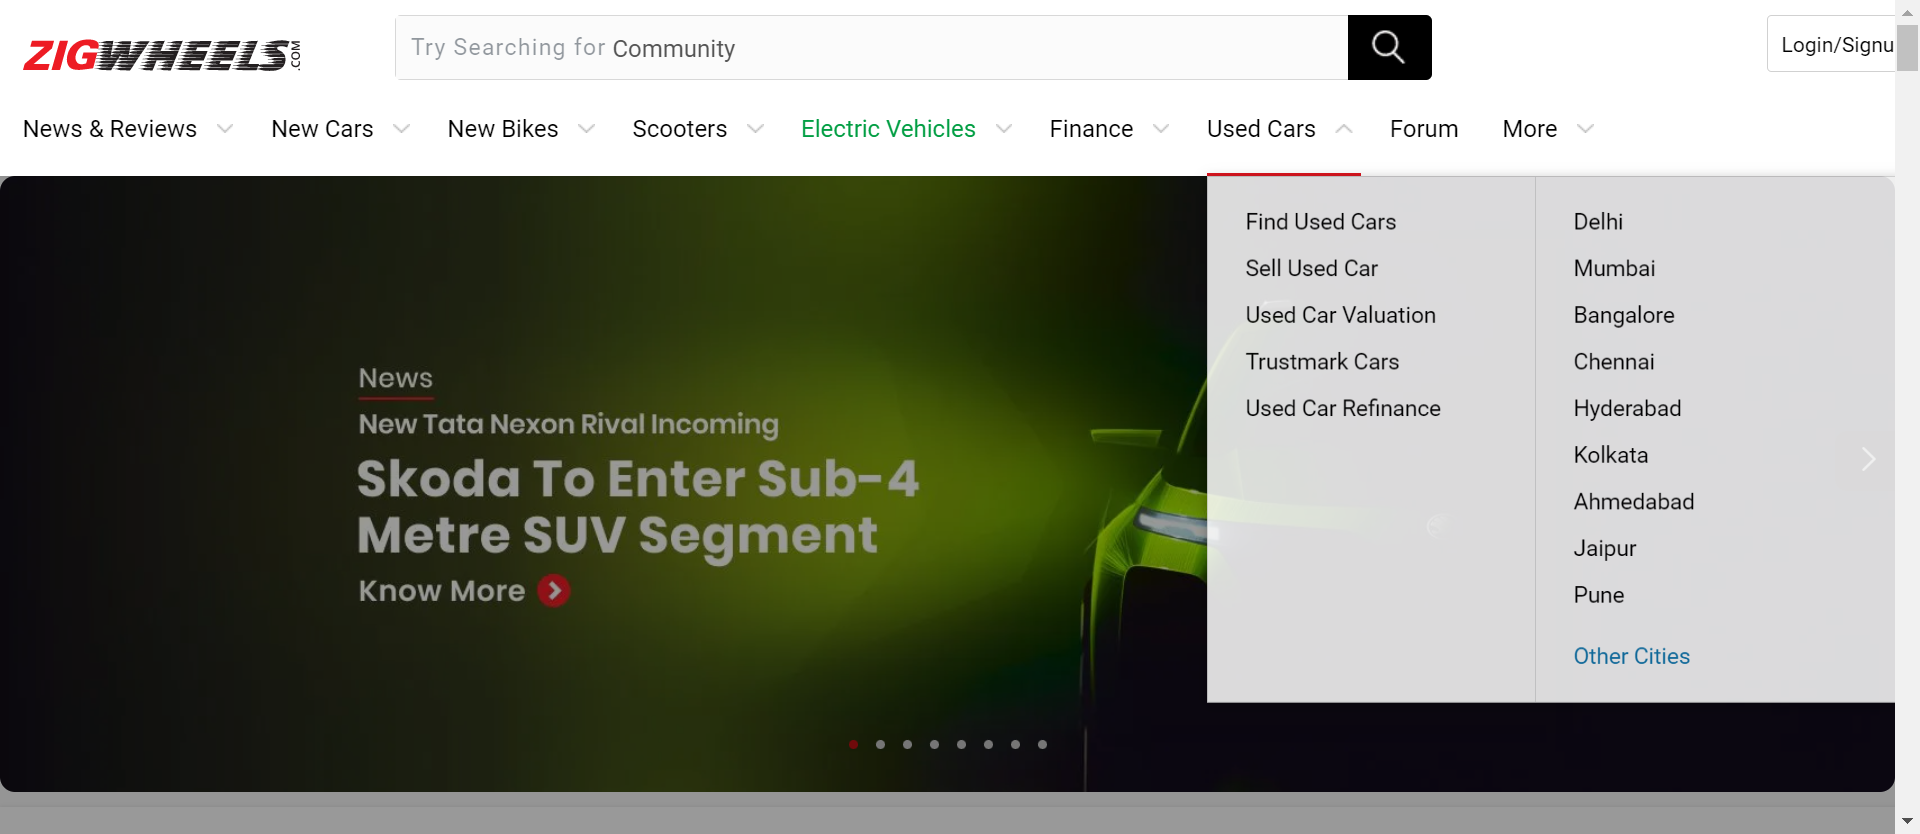 ZIGWHEELS.COM
Try Searching for Community
Login/Signu
News & Reviews
New Cars
New Bikes
Scooters
Electric Vehicles
Finance
Used Cars
Forum
More
Find Used Cars
Sell Used Car
Used Car Valuation
Trustmark Cars
Used Car Refinance
Delhi
Mumbai
Bangalore
Chennai
Hyderabad
Kolkata
Ahmedabad
Jaipur
Pune
Other Cities
News
New Tata Nexon Rival Incoming
Skoda To Enter Sub-4
Metre SUV Segment
Know More